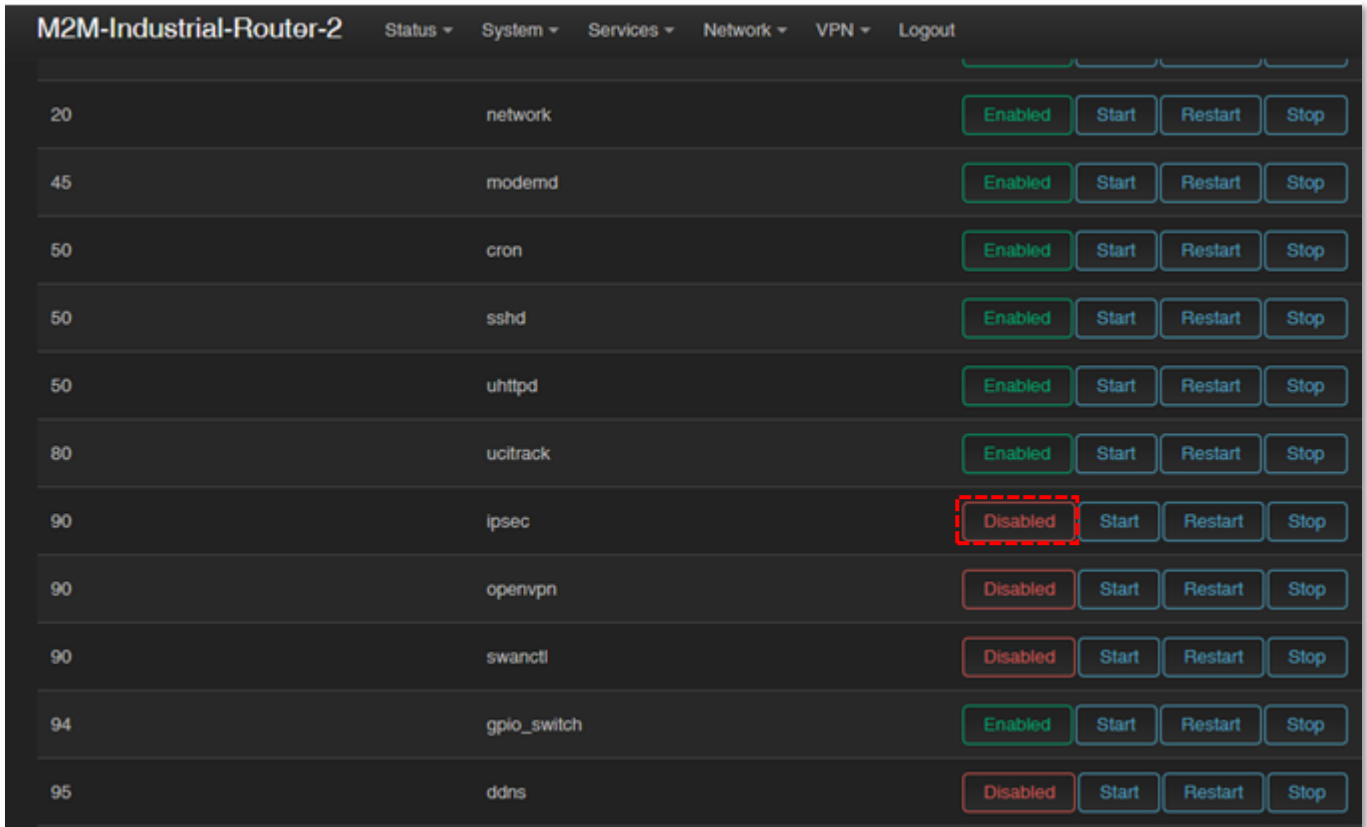 M2M-Industrial-Router-2 Status System Services Network VPN Logout
20 network Enabled Start Restart Stop
45 modemd Enabled Start Restart Stop
50 cron Enabled Start Restart Stop
50 sshd Enabled Start Restart Stop
50 uhttpd Enabled Start Restart Stop
80 ucitrack Enabled Start Restart Stop
90 ipsec Disabled Start Restart Stop
90 openvpn Disabled Start Restart Stop
90 swanctl Disabled Start Restart Stop
94 gpio_switch Enabled Start Restart Stop
95 ddns Disabled Start Restart Stop